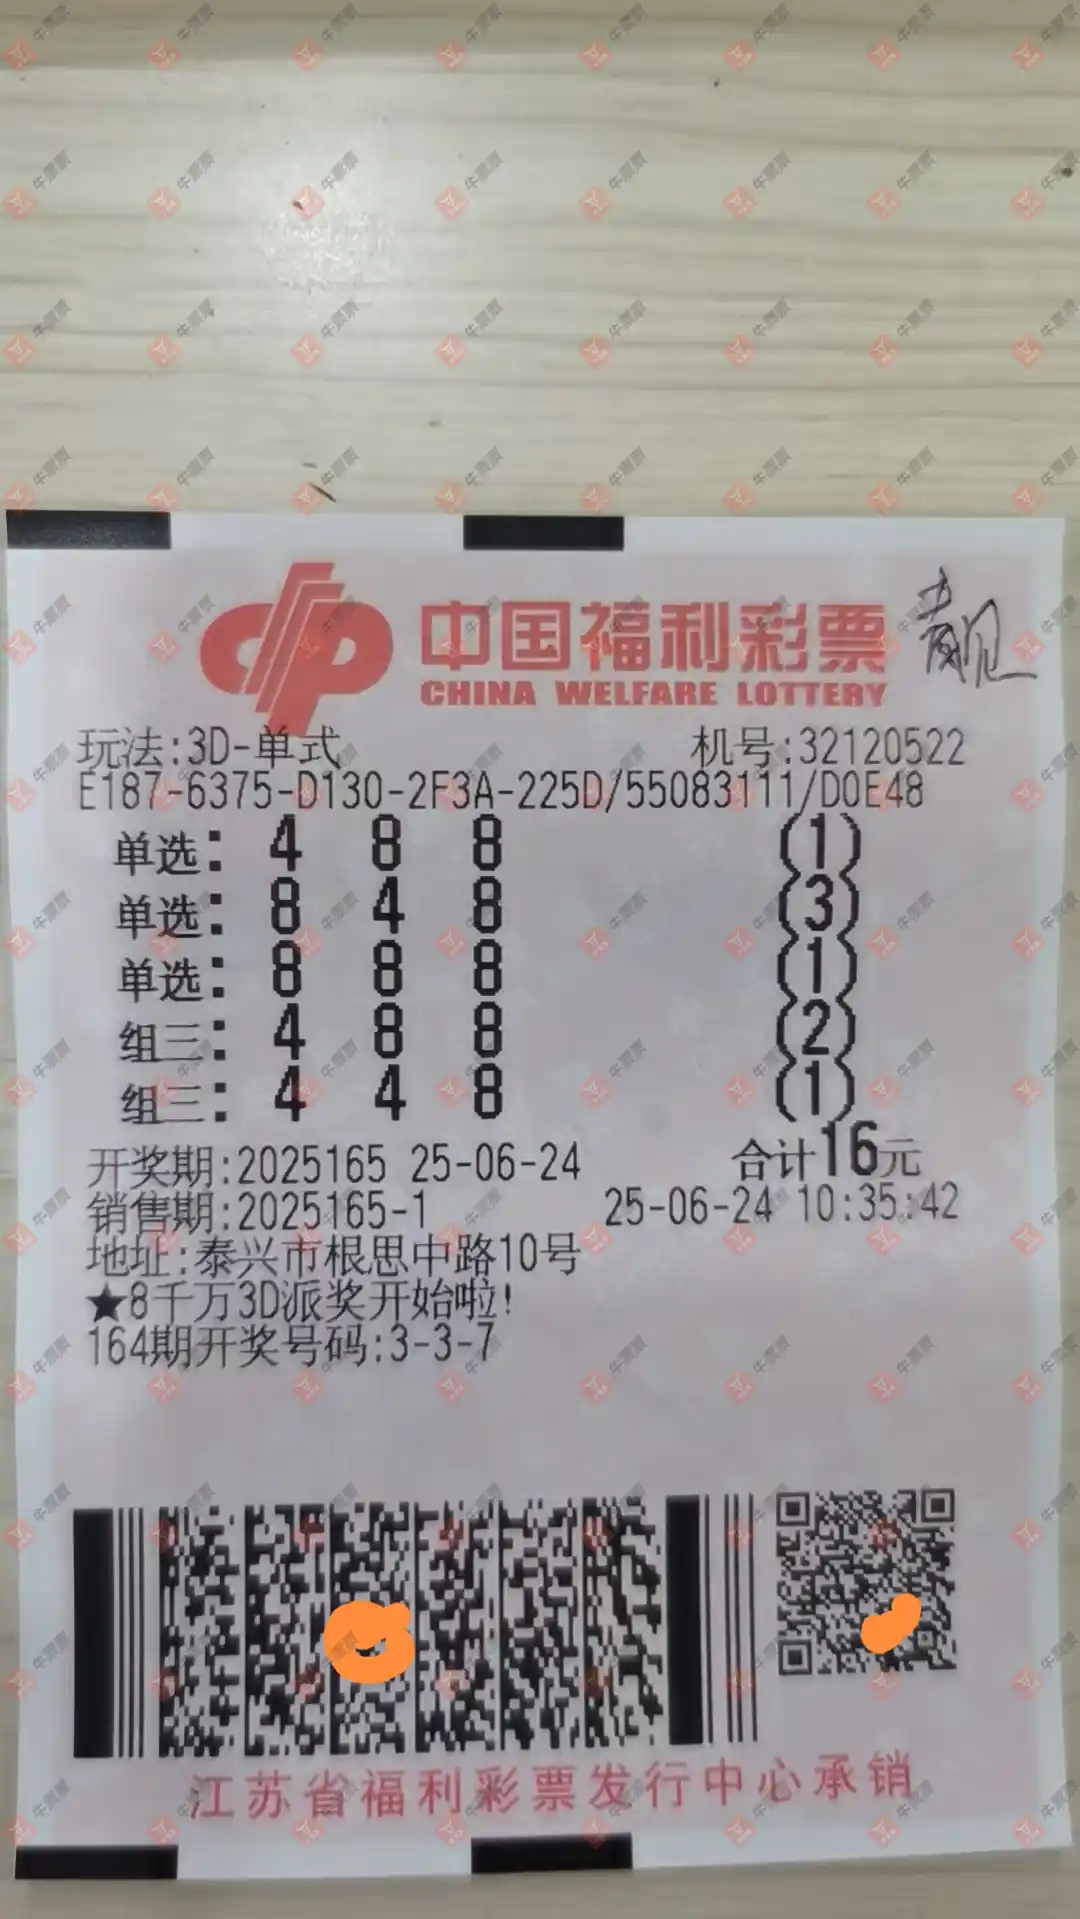 中国福利彩票
CHINA WELFARE LOTTERY
玩法:3D-单式 机号:32120522
E187-6375-D130-2F3A-225D/55083111/D0E48
单选: 4 8 8 (1)
单选: 8 4 8 (3)
单选: 8 8 8 (1)
组三: 4 8 8 (2)
组三: 4 4 8 (1)
开奖期:2025165 25-06-24 合计16元
销售期:2025165-1 25-06-24 10:35:42
地址:泰兴市根思中路10号
★8千万3D派奖开始啦!
164期开奖号码:3-3-7
江苏省福利彩票发行中心承销
牛票票